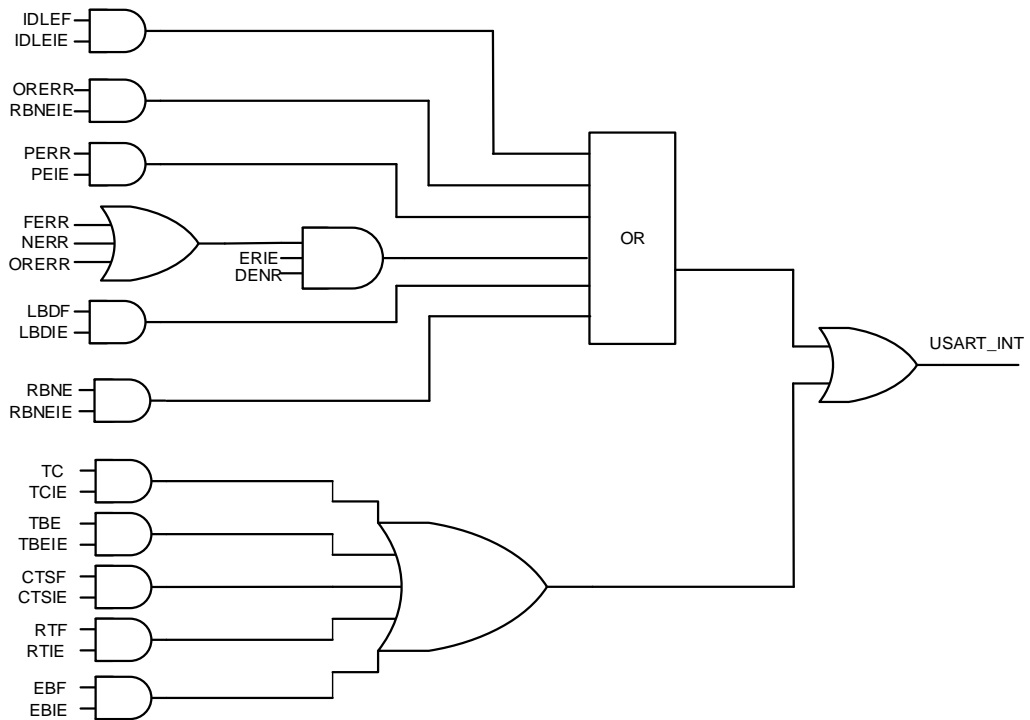 IDLEF
IDLEIE
ORERR
RBNEIE
PERR
PEIE
FERR
NERR
ORERR
ERIE
DENR
LBDF
LBDIE
RBNE
RBNEIE
OR
USART_INT
TC
TCIE
TBE
TBEIE
CTSF
CTSIE
RTF
RTIE
EBF
EBIE